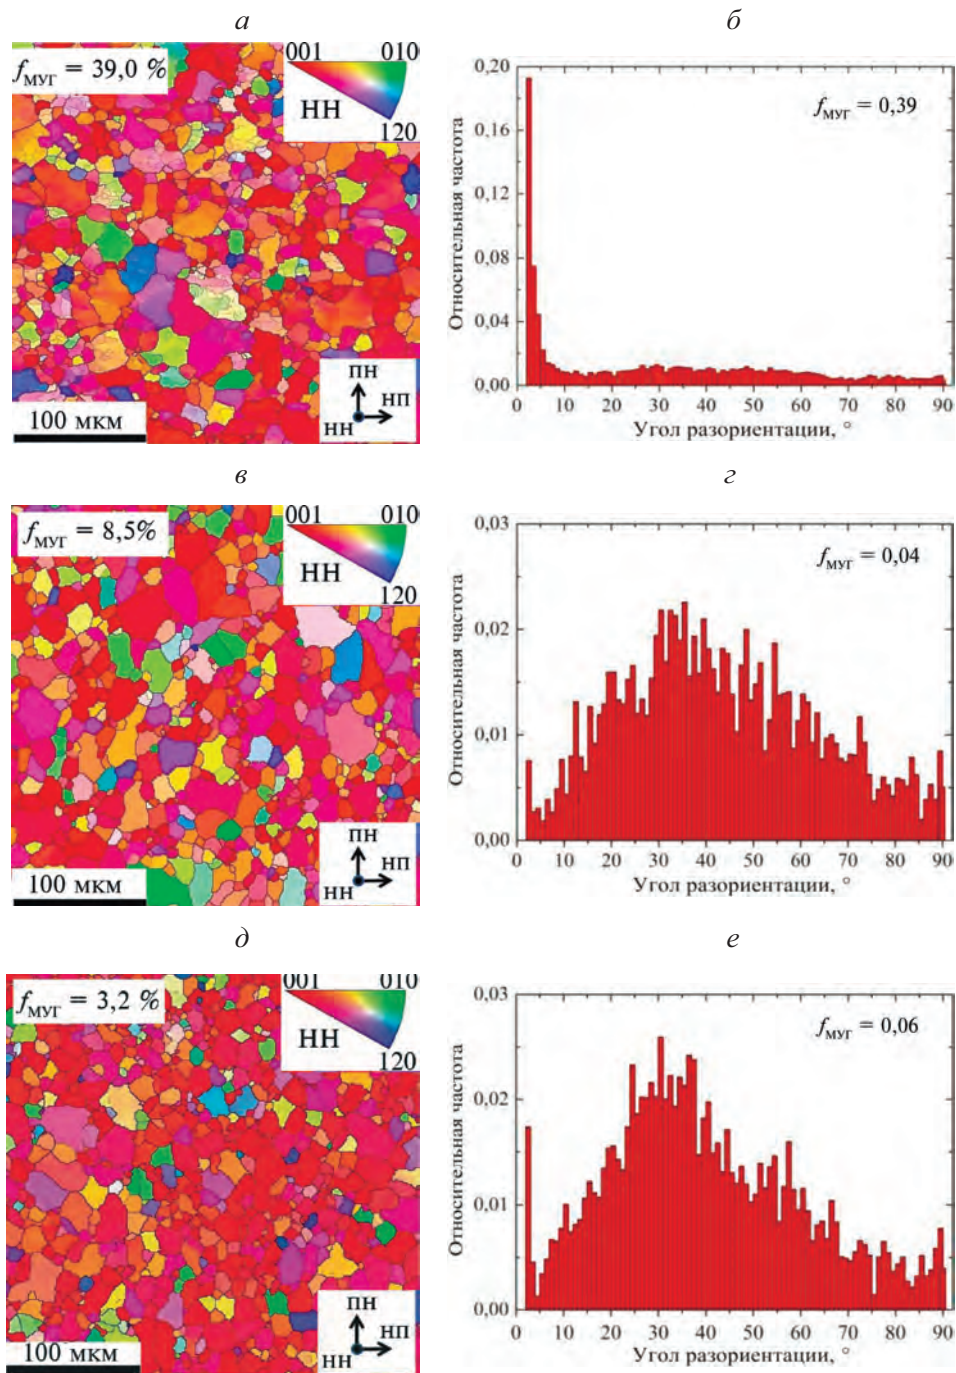 а
б
001 010
fМУГ = 39,0 %
НН
120
ПН
НП
НН
100 мкм
0,20
0,16
0,12
0,08
0,04
0,00
Относительная частота
fМУГ = 0,39
0 10 20 30 40 50 60 70 80 90
Угол разориентации, °
в
г
001 010
fМУГ = 8,5%
НН
120
ПН
НП
НН
100 мкм
0,03
0,02
0,01
0,00
Относительная частота
fМУГ = 0,04
0 10 20 30 40 50 60 70 80 90
Угол разориентации, °
д
е
001 010
fМУГ = 3,2 %
НН
120
ПН
НП
НН
100 мкм
0,03
0,02
0,01
0,00
Относительная частота
fМУГ = 0,06
0 10 20 30 40 50 60 70 80 90
Угол разориентации, °